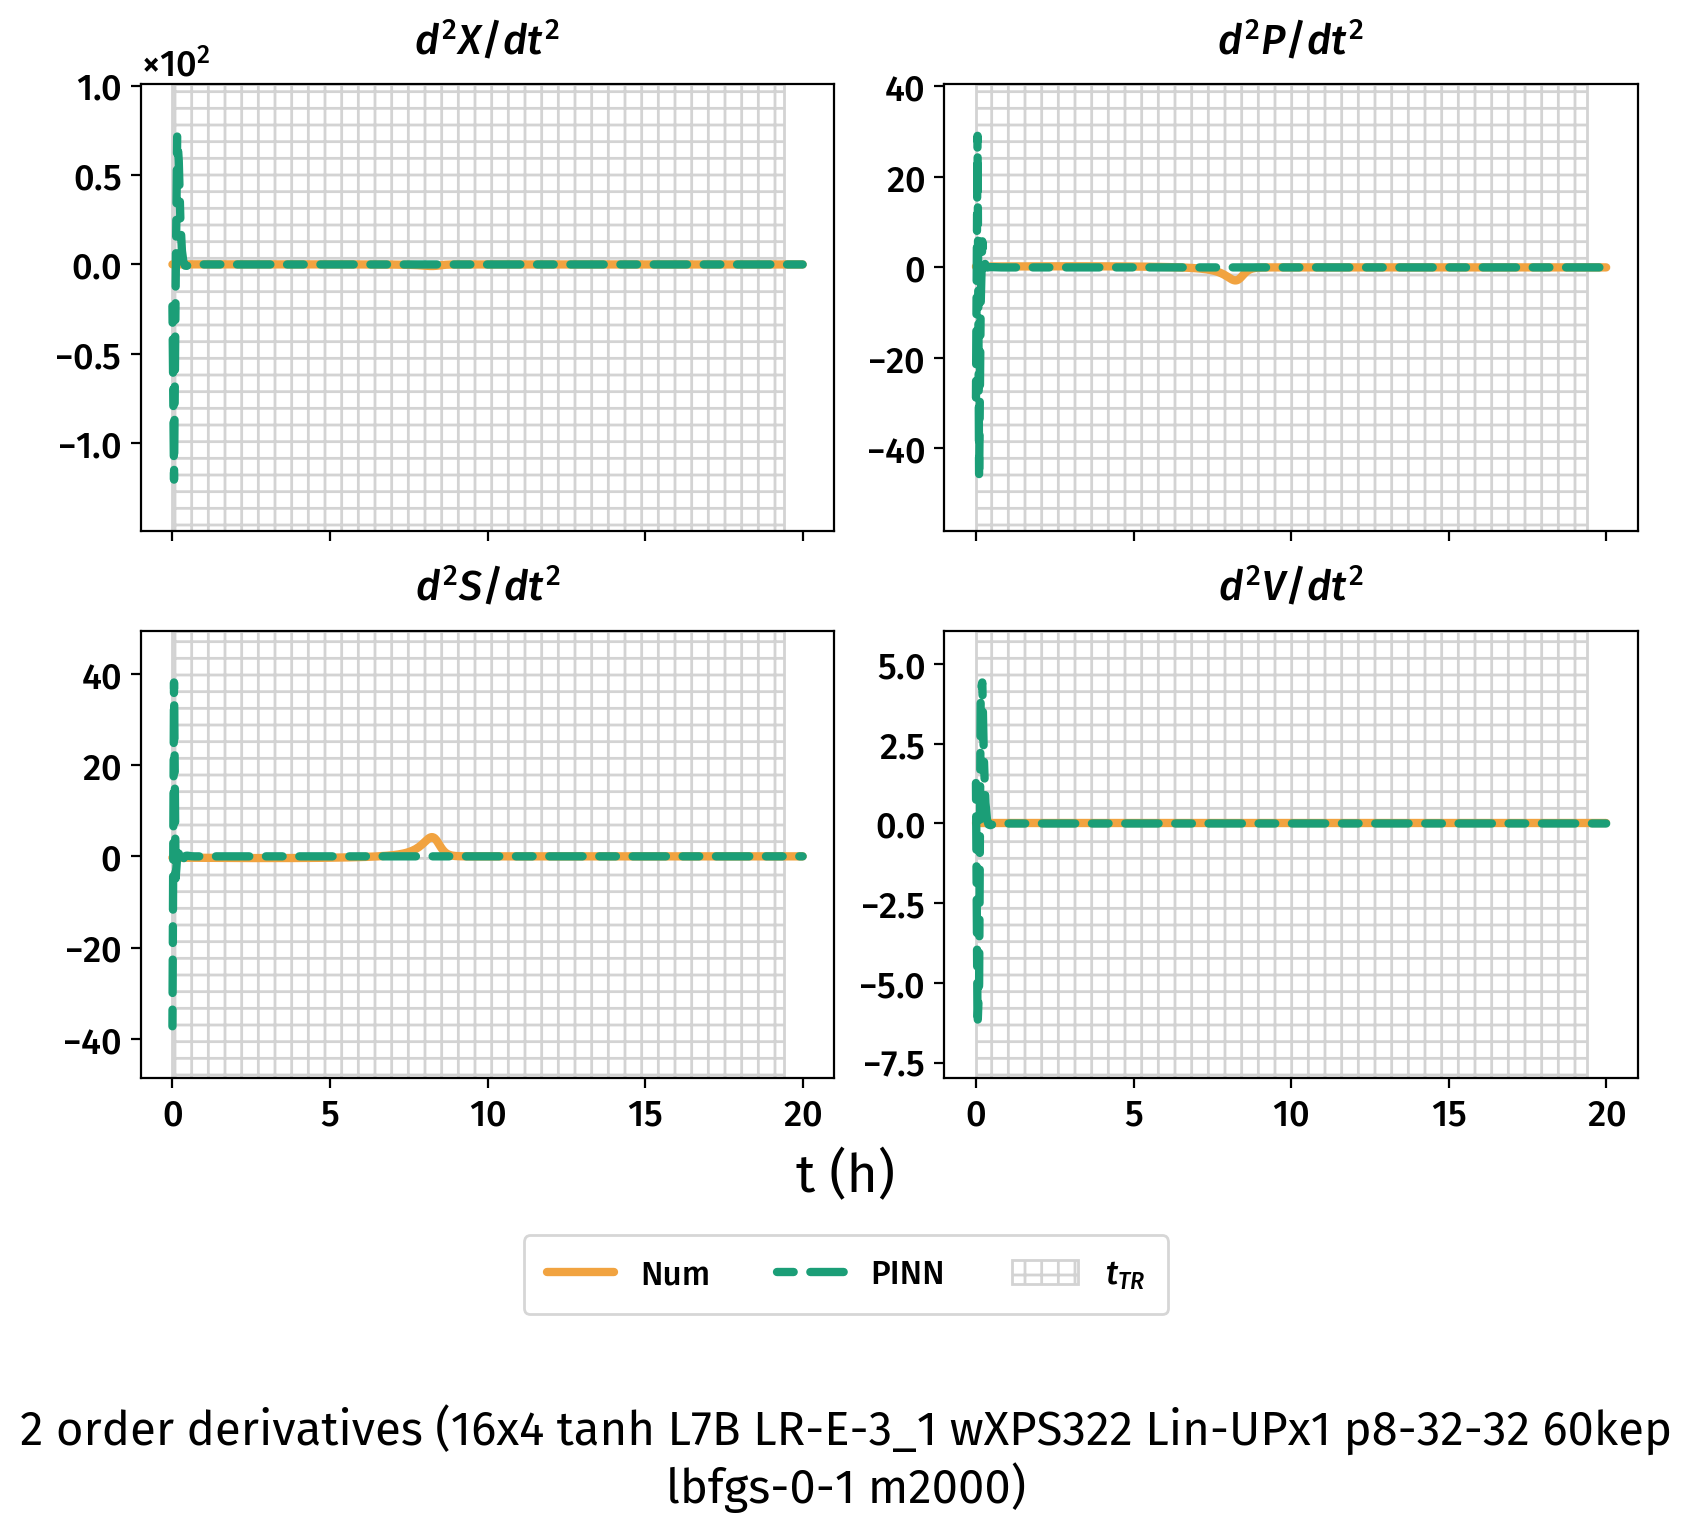 d²X/dt²
×10²
1.0
0.5
0.0
−0.5
−1.0
d²P/dt²
40
20
0
−20
−40
d²S/dt²
40
20
0
−20
−40
0 5 10 15 20
d²V/dt²
5.0
2.5
0.0
−2.5
−5.0
−7.5
0 5 10 15 20
t (h)
Num PINN t_TR
2 order derivatives (16x4 tanh L7B LR-E-3_1 wXPS322 Lin-UPx1 p8-32-32 60kep
lbfgs-0-1 m2000)